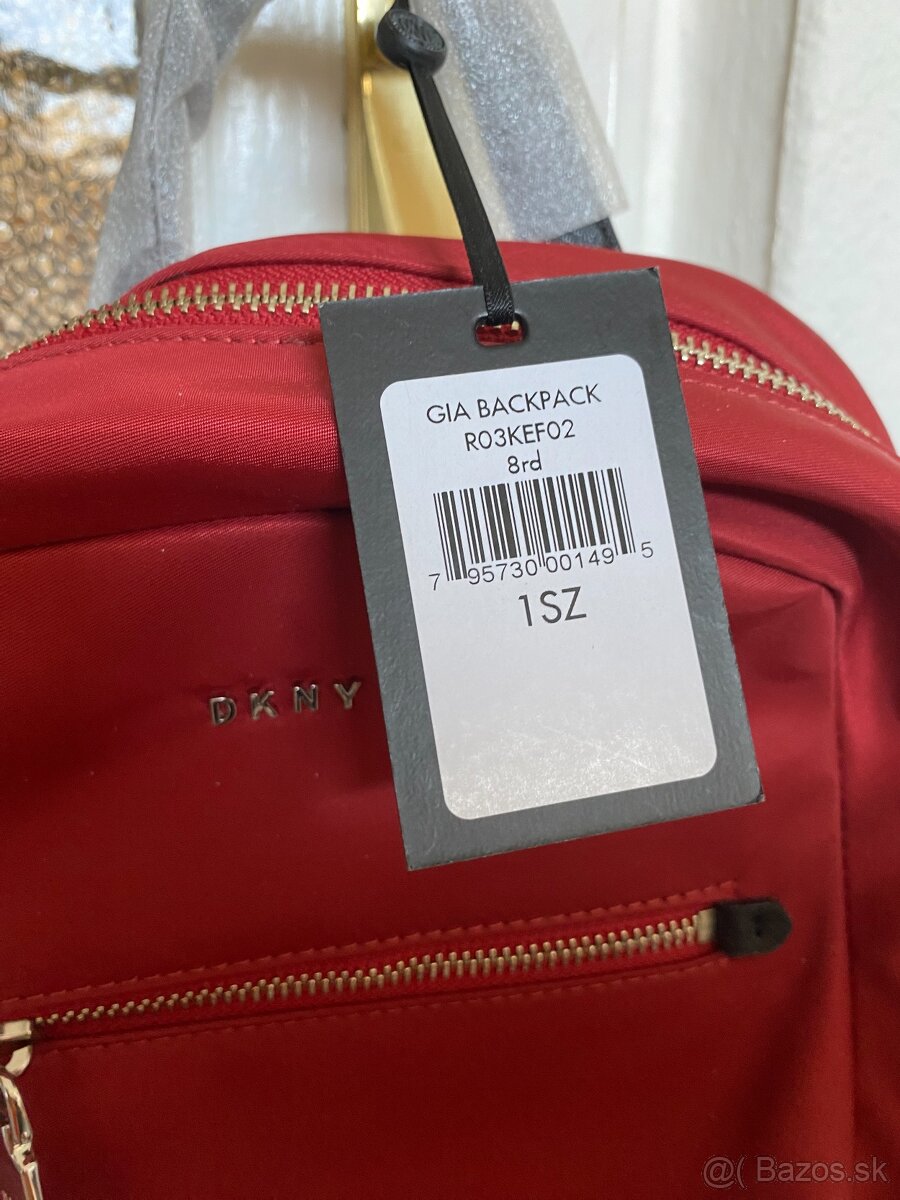 GIA BACKPACK
R03KEF02
8rd
7 95730 00149 5
1SZ
DKNY
@( Bazos.sk